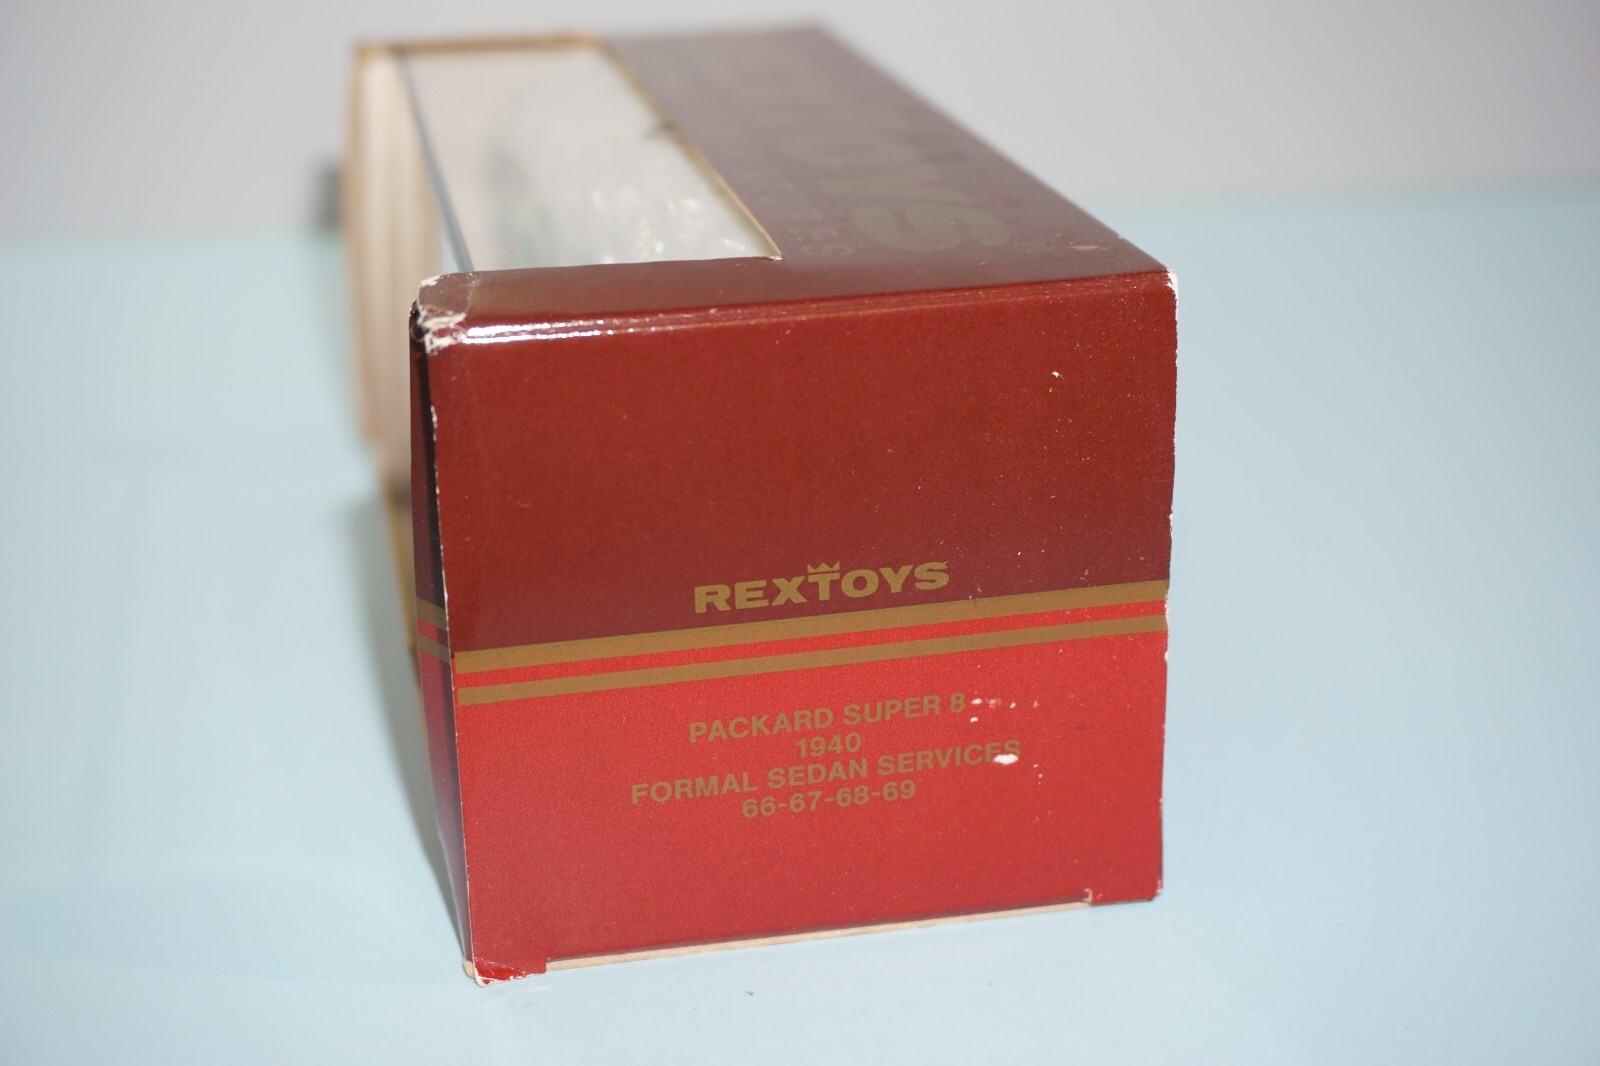 REXTOYS
PACKARD SUPER 8
1940
FORMAL SEDAN SERVICES
66-67-68-69